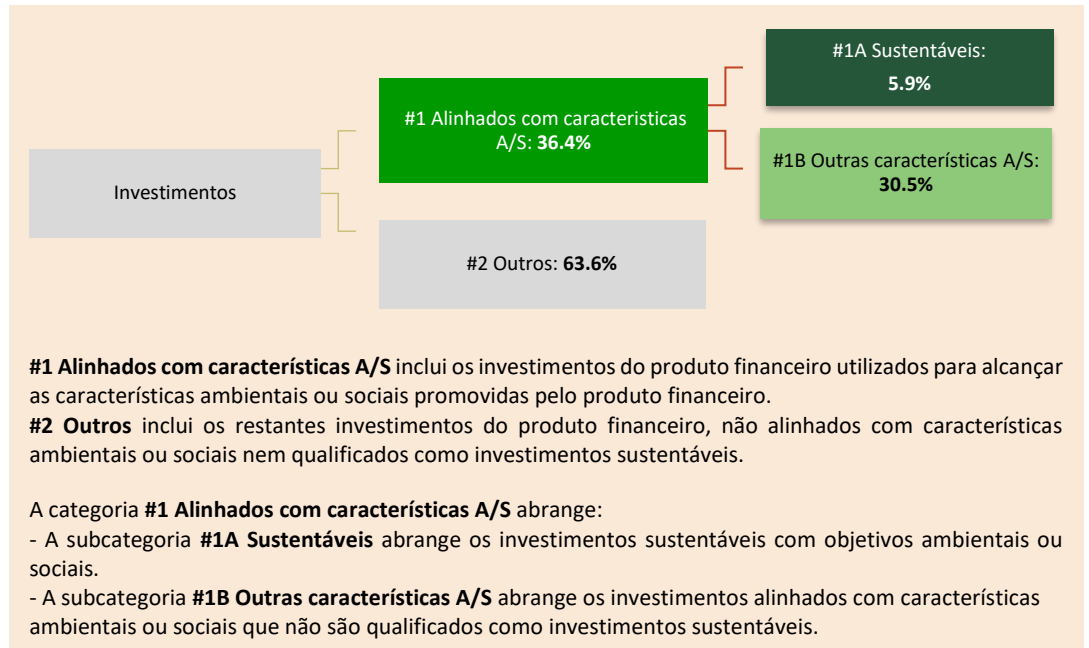 #1A Sustentáveis:
5.9%
#1 Alinhados com caracteristicas
A/S: 36.4%
#1B Outras características A/S:
30.5%
Investimentos
#2 Outros: 63.6%
#1 Alinhados com características A/S inclui os investimentos do produto financeiro utilizados para alcançar
as características ambientais ou sociais promovidas pelo produto financeiro.
#2 Outros inclui os restantes investimentos do produto financeiro, não alinhados com características
ambientais ou sociais nem qualificados como investimentos sustentáveis.
A categoria #1 Alinhados com características A/S abrange:
- A subcategoria #1A Sustentáveis abrange os investimentos sustentáveis com objetivos ambientais ou
sociais.
- A subcategoria #1B Outras características A/S abrange os investimentos alinhados com características
ambientais ou sociais que não são qualificados como investimentos sustentáveis.